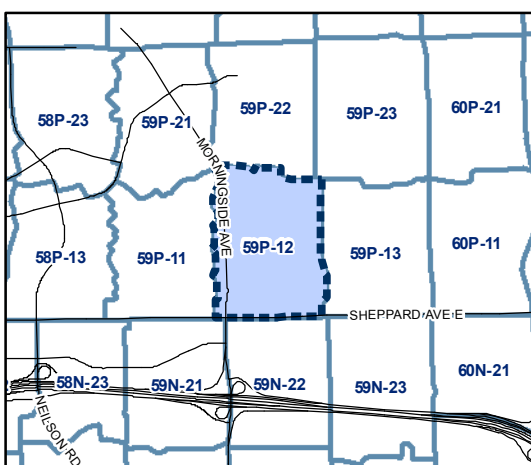 59P-22
58P-23
59P-21
59P-23
60P-21
MORNINGSIDE AVE
58P-13
59P-11
59P-12
59P-13
60P-11
SHEPPARD AVE E
58N-23
59N-21
59N-22
59N-23
60N-21
NEILSON RD